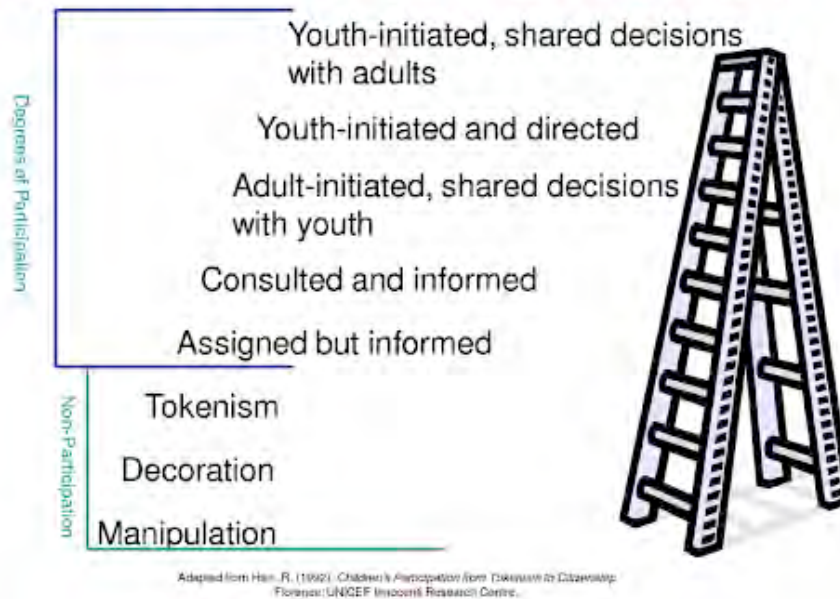 Youth-initiated, shared decisions
with adults
Youth-initiated and directed
Adult-initiated, shared decisions
with youth
Consulted and informed
Assigned but informed
Tokenism
Decoration
Manipulation
Degrees of Participation
Non-Participation
Adapted from Hart, R. (1992). Children's Participation from Tokenism to Citizenship.
Florence: UNICEF Innocenti Research Centre.